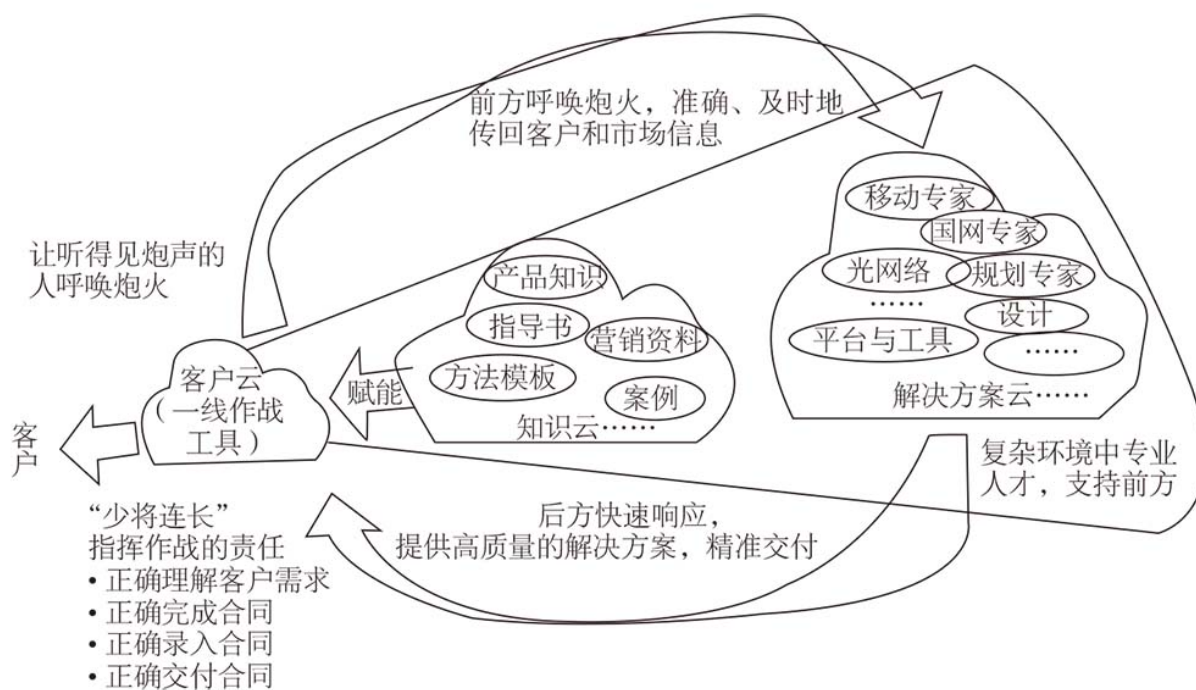 前方呼唤炮火，准确、及时地
传回客户和市场信息
让听得见炮声的
人呼唤炮火
移动专家
国网专家
光网络
规划专家
……
设计
平台与工具
……
解决方案云……
产品知识
指导书
营销资料
方法模板
案例
知识云……
赋能
客户云
（一线作战
工具）
客户
复杂环境中专业
人才，支持前方
后方快速响应，
提供高质量的解决方案，精准交付
“少将连长”
指挥作战的责任
•正确理解客户需求
•正确完成合同
•正确录入合同
•正确交付合同